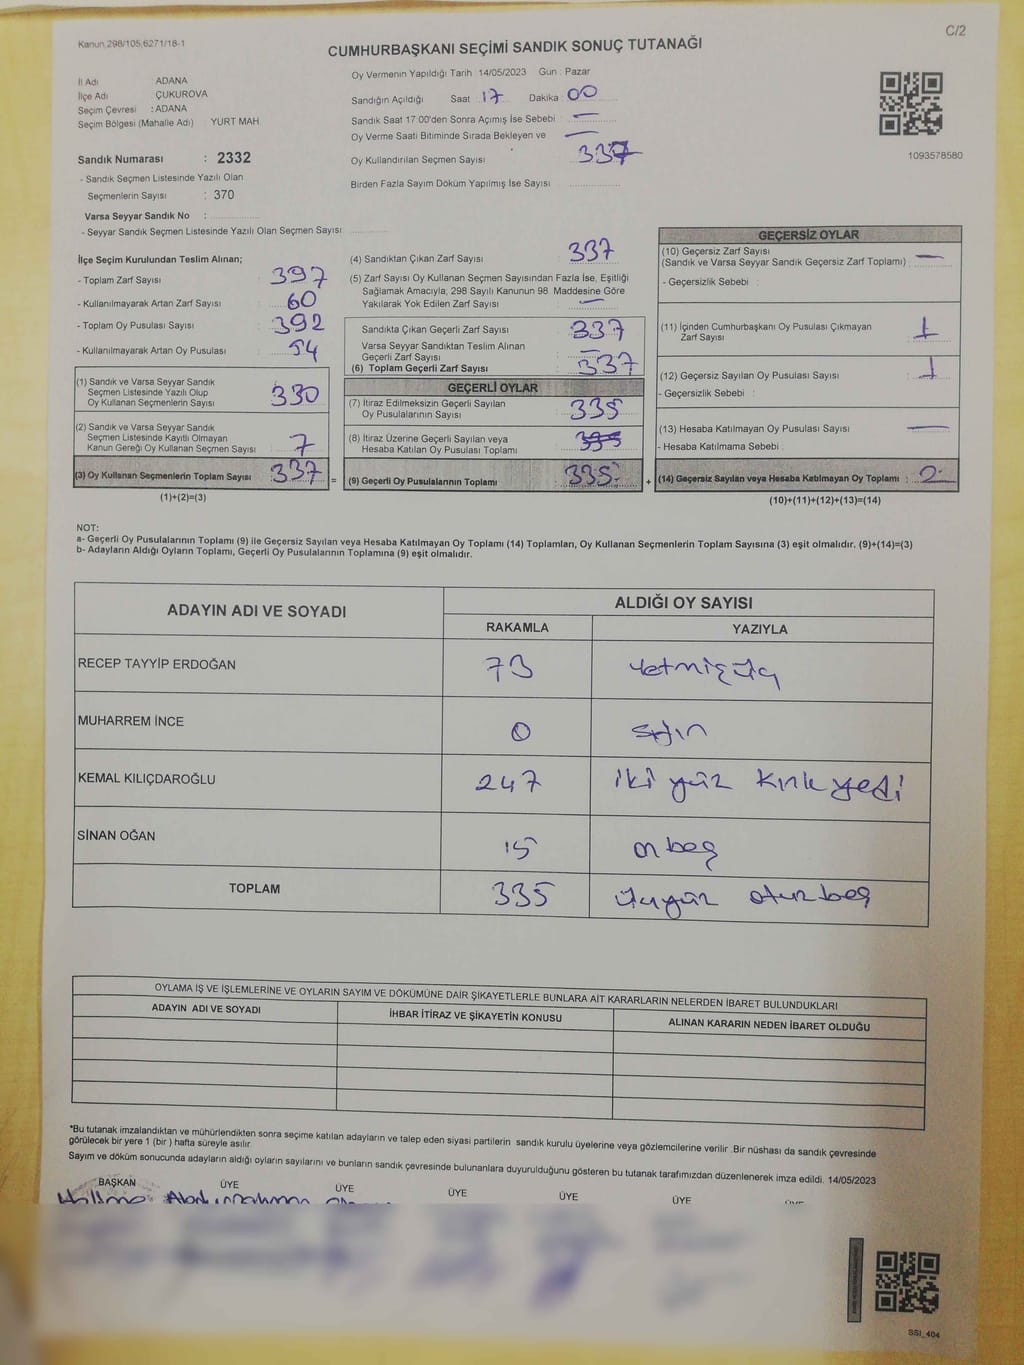 Kanun,298/105,6271/18-1
C/2
CUMHURBAŞKANI SEÇİMİ SANDIK SONUÇ TUTANAĞI
İl Adı ADANA
İlçe Adı ÇUKUROVA
Seçim Çevresi : ADANA
Seçim Bölgesi (Mahalle Adı) YURT MAH.
Oy Vermenin Yapıldığı Tarih : 14/05/2023 Gün : Pazar
Sandığın Açıldığı Saat : 17 Dakika : 00
Sandık Saat 17:00'den Sonra Açımış İse Sebebi : —
Oy Verme Saati Bitiminde Sırada Bekleyen ve —
Oy Kullandırılan Seçmen Sayısı 337
Birden Fazla Sayım Döküm Yapılmış İse Sayısı
1093578580
Sandık Numarası : 2332
- Sandık Seçmen Listesinde Yazılı Olan
Seçmenlerin Sayısı : 370
Varsa Seyyar Sandık No :
- Seyyar Sandık Seçmen Listesinde Yazılı Olan Seçmen Sayısı
İlçe Seçim Kurulundan Teslim Alınan;
- Toplam Zarf Sayısı : 397
- Kullanılmayarak Artan Zarf Sayısı : 60
- Toplam Oy Pusulası Sayısı : 392
- Kullanılmayarak Artan Oy Pusulası : 54
(1) Sandık ve Varsa Seyyar Sandık
Seçmen Listesinde Yazılı Olup
Oy Kullanan Seçmenlerin Sayısı : 330
(2) Sandık ve Varsa Seyyar Sandık
Seçmen Listesinde Kayıtlı Olmayan
Kanun Gereği Oy Kullanan Seçmen Sayısı : 7
(3) Oy Kullanan Seçmenlerin Toplam Sayısı : 337 =
(1)+(2)=(3)
(4) Sandıktan Çıkan Zarf Sayısı 337
(5) Zarf Sayısı Oy Kullanan Seçmen Sayısından Fazla İse, Eşitliği
Sağlamak Amacıyla, 298 Sayılı Kanunun 98. Maddesine Göre
Yakılarak Yok Edilen Zarf Sayısı : —
Sandıkta Çıkan Geçerli Zarf Sayısı : 337
Varsa Seyyar Sandıktan Teslim Alınan
Geçerli Zarf Sayısı : —
(6) Toplam Geçerli Zarf Sayısı : 337
GEÇERLİ OYLAR
(7) İtiraz Edilmeksizin Geçerli Sayılan
Oy Pusulalarının Sayısı : 335
(8) İtiraz Üzerine Geçerli Sayılan veya
Hesaba Katılan Oy Pusulası Toplamı : 335
(9) Geçerli Oy Pusulalarının Toplamı : 335 +
GEÇERSİZ OYLAR
(10) Geçersiz Zarf Sayısı
(Sandık ve Varsa Seyyar Sandık Geçersiz Zarf Toplamı) : —
- Geçersizlik Sebebi :
(11) İçinden Cumhurbaşkanı Oy Pusulası Çıkmayan
Zarf Sayısı : 1
(12) Geçersiz Sayılan Oy Pusulası Sayısı : 1
- Geçersizlik Sebebi :
(13) Hesaba Katılmayan Oy Pusulası Sayısı : —
- Hesaba Katılmama Sebebi :
(14) Geçersiz Sayılan veya Hesaba Katılmayan Oy Toplamı : 2
(10)+(11)+(12)+(13)=(14)
NOT:
a- Geçerli Oy Pusulalarının Toplamı (9) ile Geçersiz Sayılan veya Hesaba Katılmayan Oy Toplamı (14) Toplamları, Oy Kullanan Seçmenlerin Toplam Sayısına (3) eşit olmalıdır. (9)+(14)=(3)
b- Adayların Aldığı Oyların Toplamı, Geçerli Oy Pusulalarının Toplamına (9) eşit olmalıdır.
ADAYIN ADI VE SOYADI ALDIĞI OY SAYISI
RAKAMLA YAZIYLA
RECEP TAYYİP ERDOĞAN 73 Yetmişüç
MUHARREM İNCE 0 sıfır
KEMAL KILIÇDAROĞLU 247 iki yüz kırk yedi
SİNAN OĞAN 15 on beş
TOPLAM 335 üçyüz otuz beş
OYLAMA İŞ VE İŞLEMLERİNE VE OYLARIN SAYIM VE DÖKÜMÜNE DAİR ŞİKAYETLERLE BUNLARA AİT KARARLARIN NELERDEN İBARET BULUNDUKLARI
ADAYIN ADI VE SOYADI İHBAR İTİRAZ VE ŞİKAYETİN KONUSU ALINAN KARARIN NEDEN İBARET OLDUĞU
*Bu tutanak imzalandıktan ve mühürlendikten sonra seçime katılan adayların ve talep eden siyasi partilerin sandık kurulu üyelerine veya gözlemcilerine verilir .Bir nüshası da sandık çevresinde
görülecek bir yere 1 (bir ) hafta süreyle asılır.
Sayım ve döküm sonucunda adayların aldığı oyların sayılarını ve bunların sandık çevresinde bulunanlara duyurulduğunu gösteren bu tutanak tarafımızdan düzenlenerek imza edildi. 14/05/2023
BAŞKAN ÜYE ÜYE ÜYE ÜYE ÜYE ÜYE
SSI_404